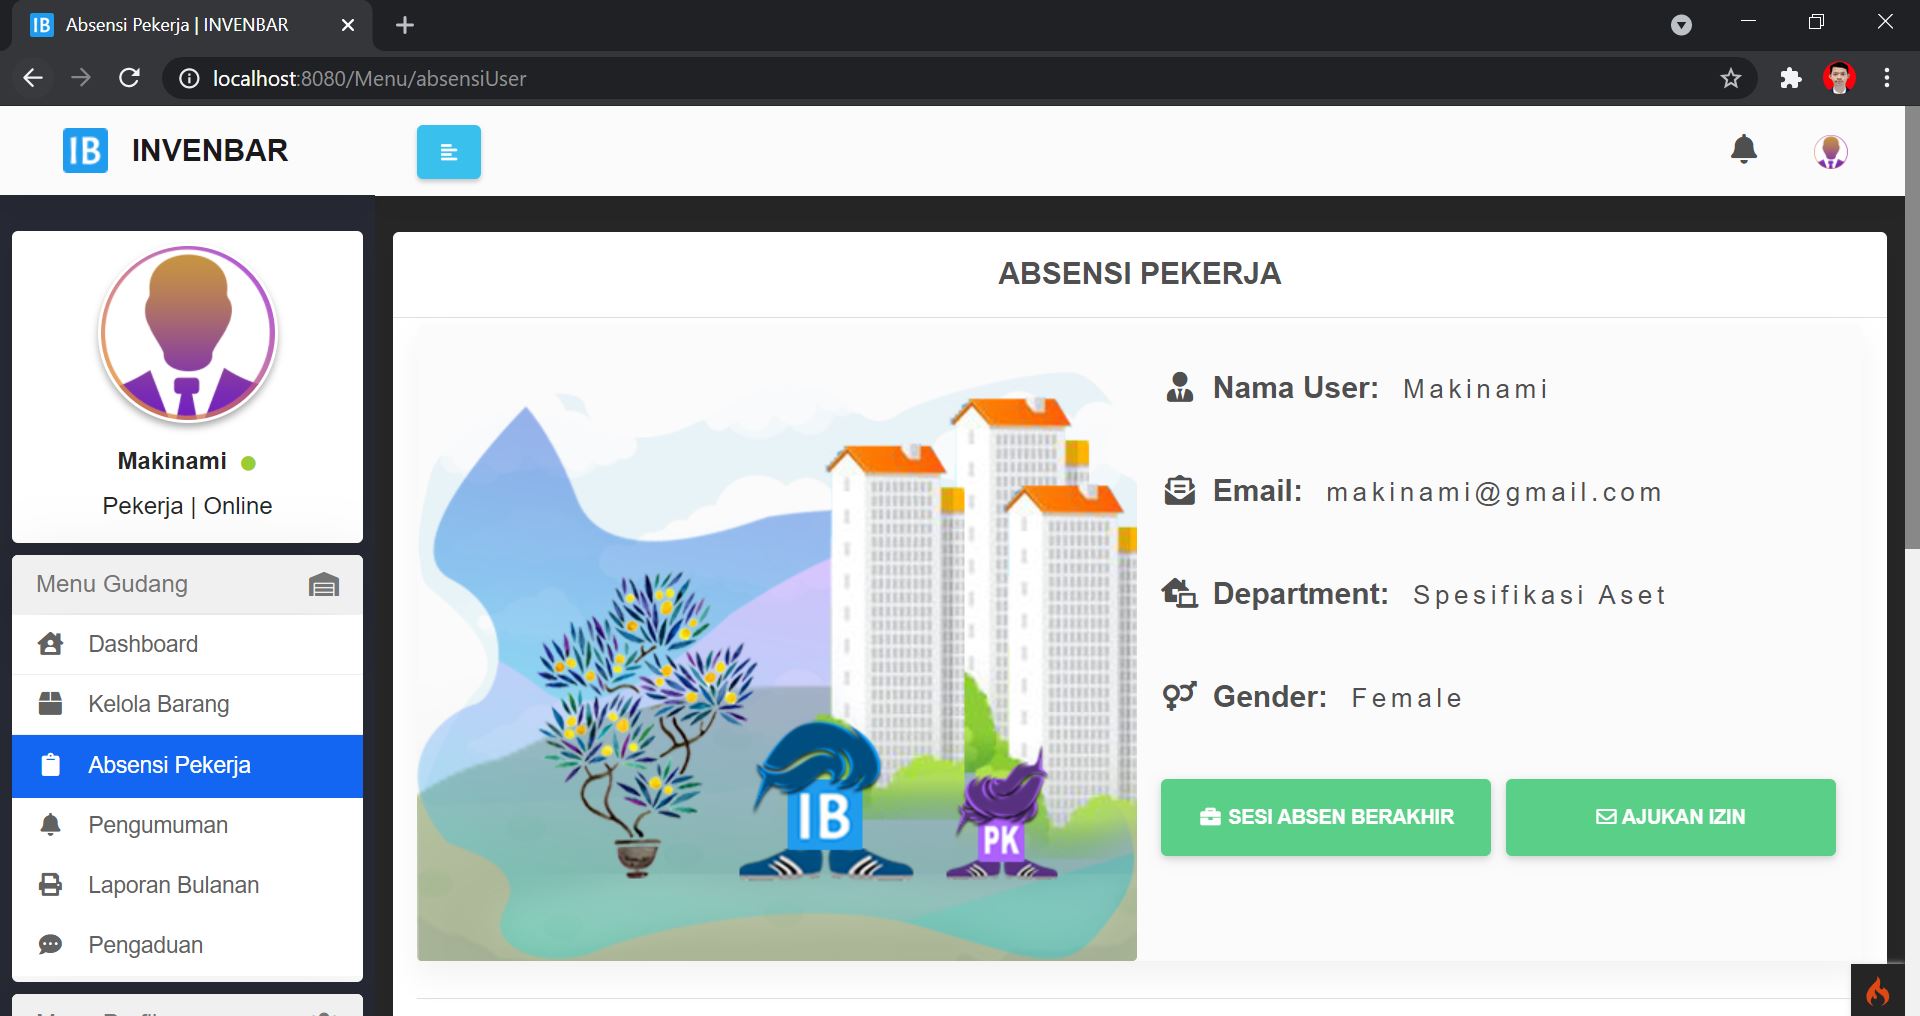 IB Absensi Pekerja | INVENBAR
localhost:8080/Menu/absensiUser
IB INVENBAR
Makinami
Pekerja | Online
Menu Gudang
Dashboard
Kelola Barang
Absensi Pekerja
Pengumuman
Laporan Bulanan
Pengaduan
ABSENSI PEKERJA
IB
PK
Nama User: Makinami
Email: makinami@gmail.com
Department: Spesifikasi Aset
Gender: Female
SESI ABSEN BERAKHIR
AJUKAN IZIN